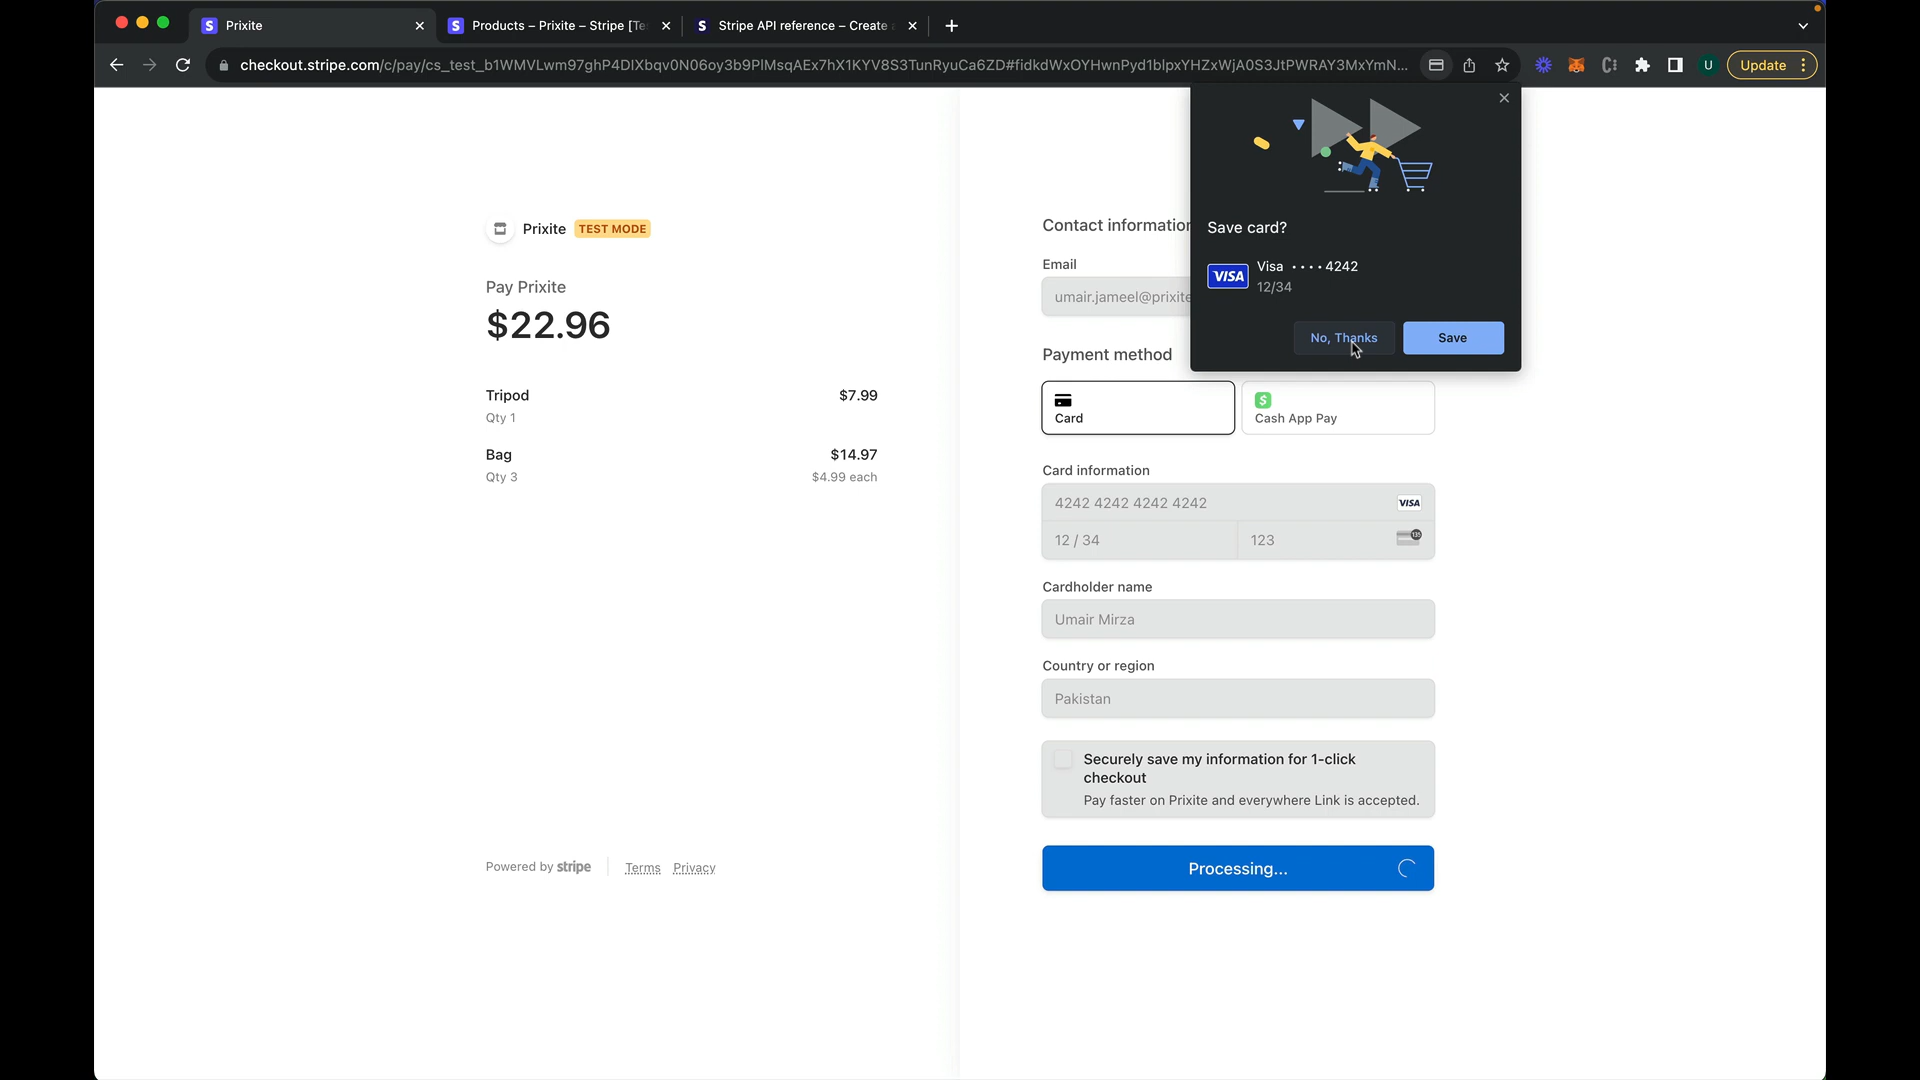 Prixite
Products – Prixite – Stripe [Te
Stripe API reference – Create
checkout.stripe.com/c/pay/cs_test_b1WMVLwm97ghP4DIXbqv0N06oy3b9PlMsqAEx7hX1KYV8S3TunRyuCa6ZD#fidkdWxOYHwnPyd1blpxYHZxWjA0S3JtPWRAY3MxYmN...
U
Update
Prixite
TEST MODE
Pay Prixite
$22.96
Tripod
$7.99
Qty 1
Bag
$14.97
Qty 3
$4.99 each
Powered by stripe
Terms
Privacy
Save card?
VISA
Visa • • • • 4242
12/34
No, Thanks
Save
Contact information
Email
umair.jameel@prixite
Payment method
Card
Cash App Pay
Card information
4242 4242 4242 4242
VISA
12 / 34
123
Cardholder name
Umair Mirza
Country or region
Pakistan
Securely save my information for 1-click
checkout
Pay faster on Prixite and everywhere Link is accepted.
Processing...